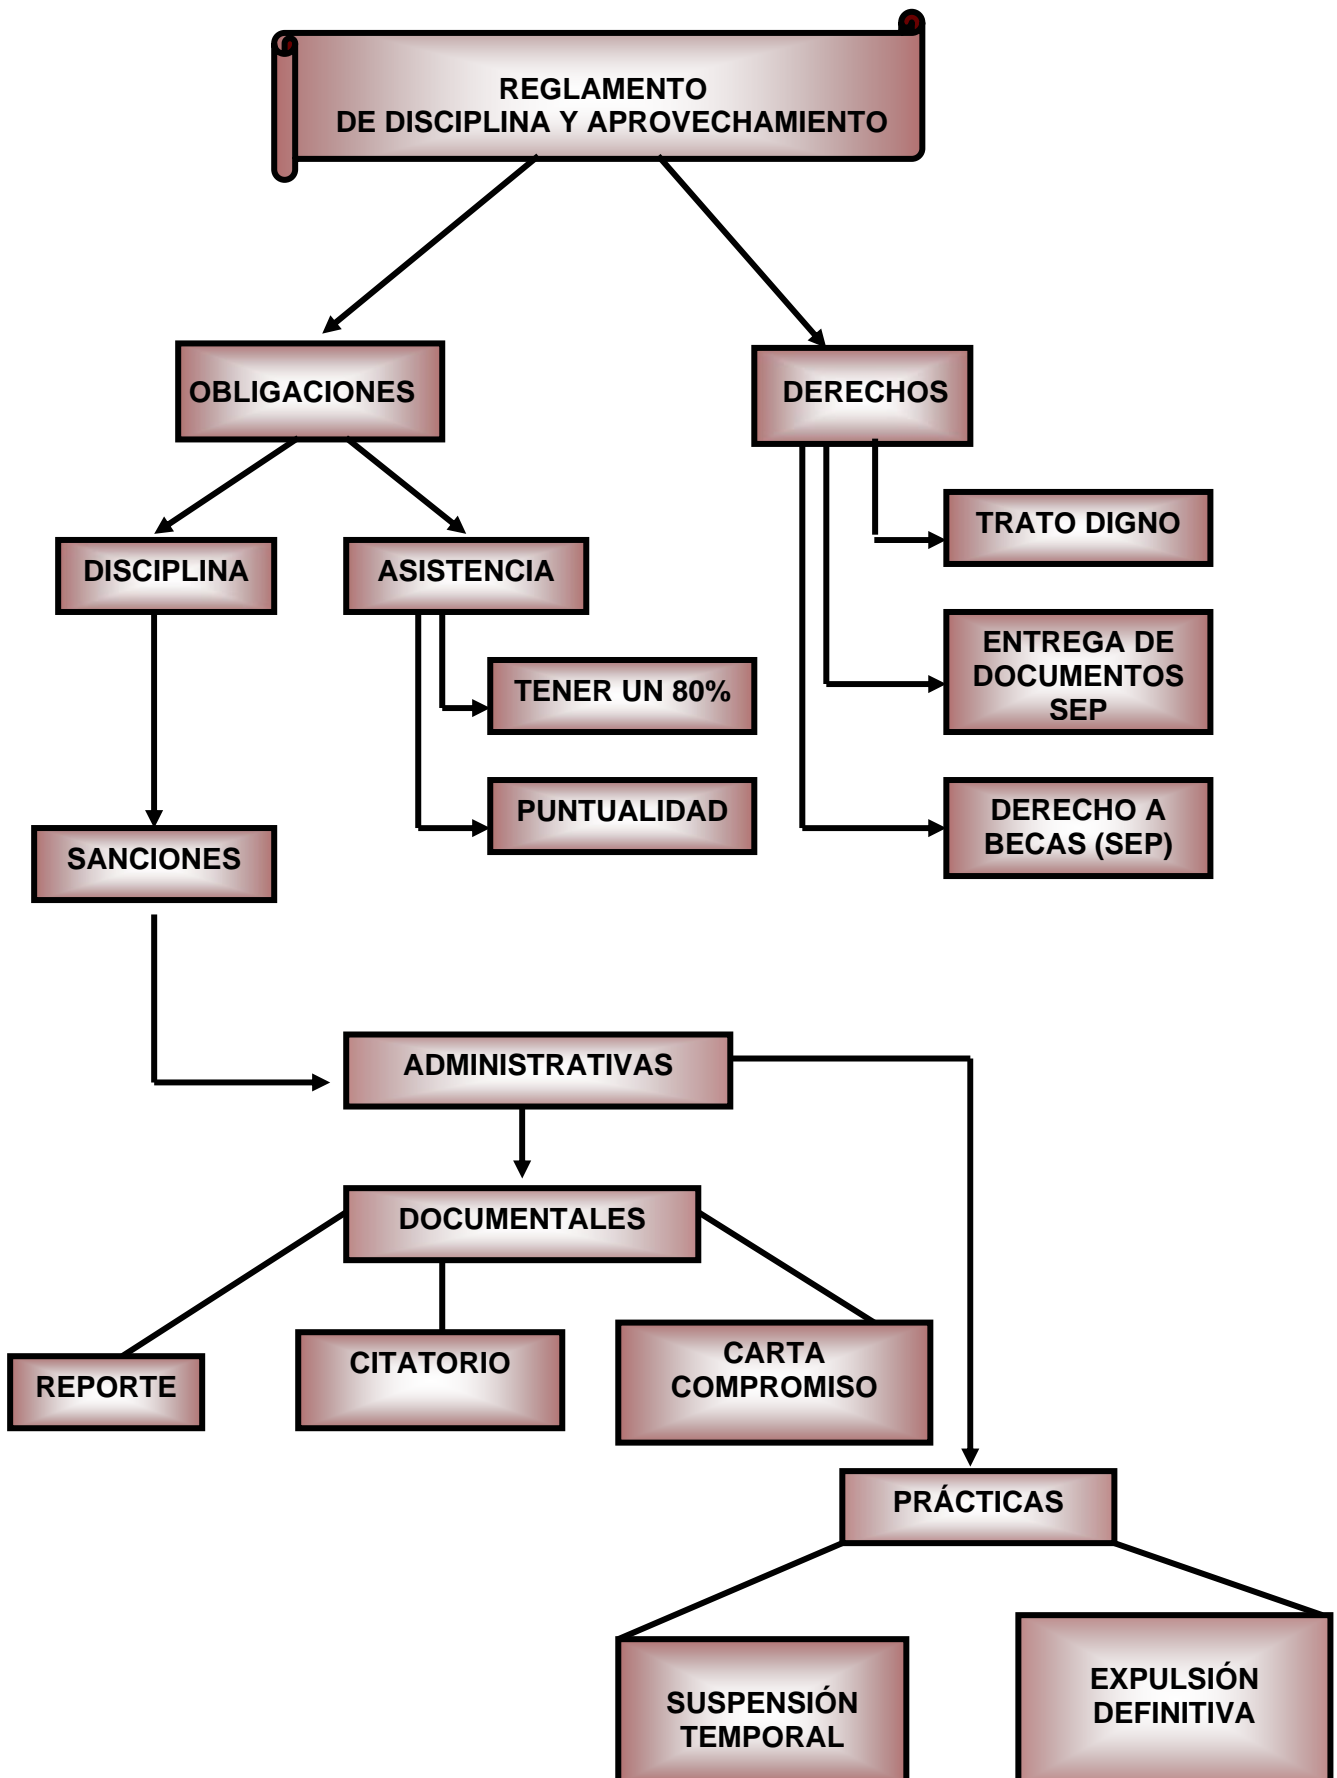 REGLAMENTO
DE DISCIPLINA Y APROVECHAMIENTO
OBLIGACIONES
DERECHOS
TRATO DIGNO
DISCIPLINA
ASISTENCIA
ENTREGA DE
DOCUMENTOS
SEP
TENER UN 80%
PUNTUALIDAD
DERECHO A
BECAS (SEP)
SANCIONES
ADMINISTRATIVAS
DOCUMENTALES
REPORTE
CITATORIO
CARTA
COMPROMISO
PRÁCTICAS
SUSPENSIÓN
TEMPORAL
EXPULSIÓN
DEFINITIVA